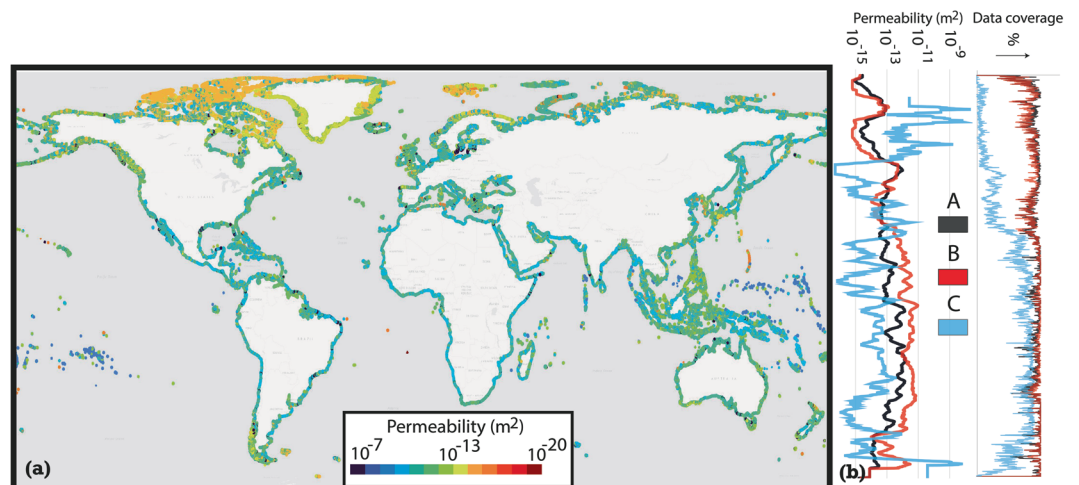 Permeability (m²)
Data coverage
10⁻¹⁵
10⁻¹³
10⁻¹¹
10⁻⁹
%
A
B
C
Permeability (m²)
10⁻⁷
10⁻¹³
10⁻²⁰
(a)
(b)